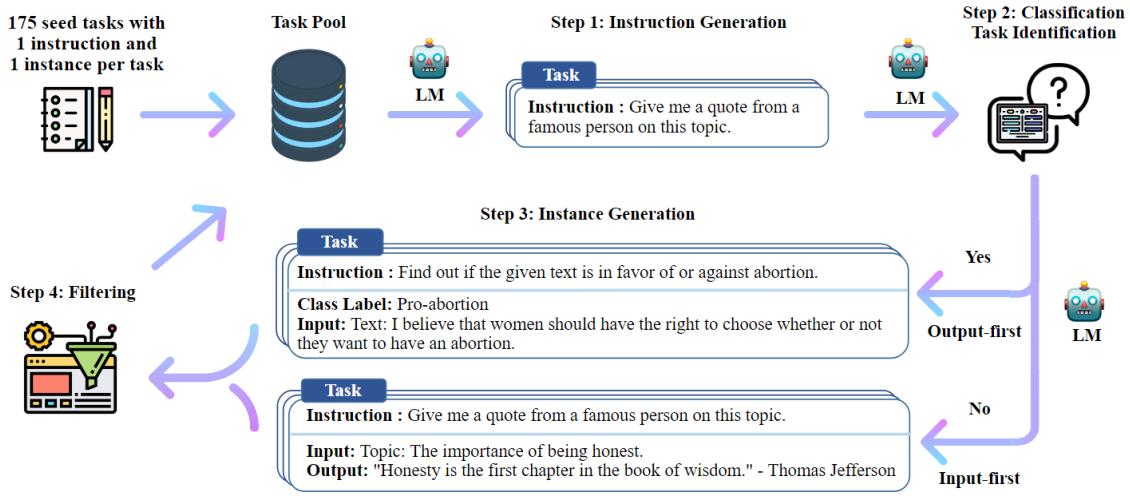 175 seed tasks with
1 instruction and
1 instance per task
Task Pool
LM
Step 1: Instruction Generation
Task
Instruction : Give me a quote from a
famous person on this topic.
LM
Step 2: Classification
Task Identification
Step 3: Instance Generation
Task
Instruction : Find out if the given text is in favor of or against abortion.
Class Label: Pro-abortion
Input: Text: I believe that women should have the right to choose whether or not
they want to have an abortion.
Yes
Output-first
LM
Task
Instruction : Give me a quote from a famous person on this topic.
Input: Topic: The importance of being honest.
Output: "Honesty is the first chapter in the book of wisdom." - Thomas Jefferson
No
Input-first
Step 4: Filtering